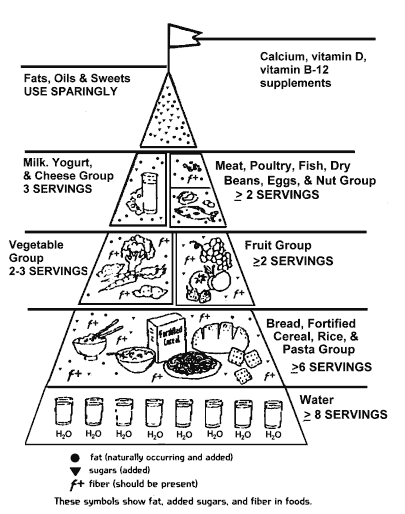 Calcium, vitamin D,
vitamin B-12
supplements
Fats, Oils & Sweets
USE SPARINGLY
Milk. Yogurt,
& Cheese Group
3 SERVINGS
Meat, Poultry, Fish, Dry
Beans, Eggs, & Nut Group
≥ 2 SERVINGS
f+
f+
Vegetable
Group
2-3 SERVINGS
f+
f+
f+
Fruit Group
≥2 SERVINGS
f+
f+
f+
Bread, Fortified
Cereal, Rice, &
Pasta Group
≥6 SERVINGS
f+
f+
f+
f+
f+
f+
Fortified
Cereal
Water
≥ 8 SERVINGS
H₂O H₂O H₂O H₂O H₂O H₂O H₂O H₂O
fat (naturally occurring and added)
sugars (added)
f+ fiber (should be present)
These symbols show fat, added sugars, and fiber in foods.